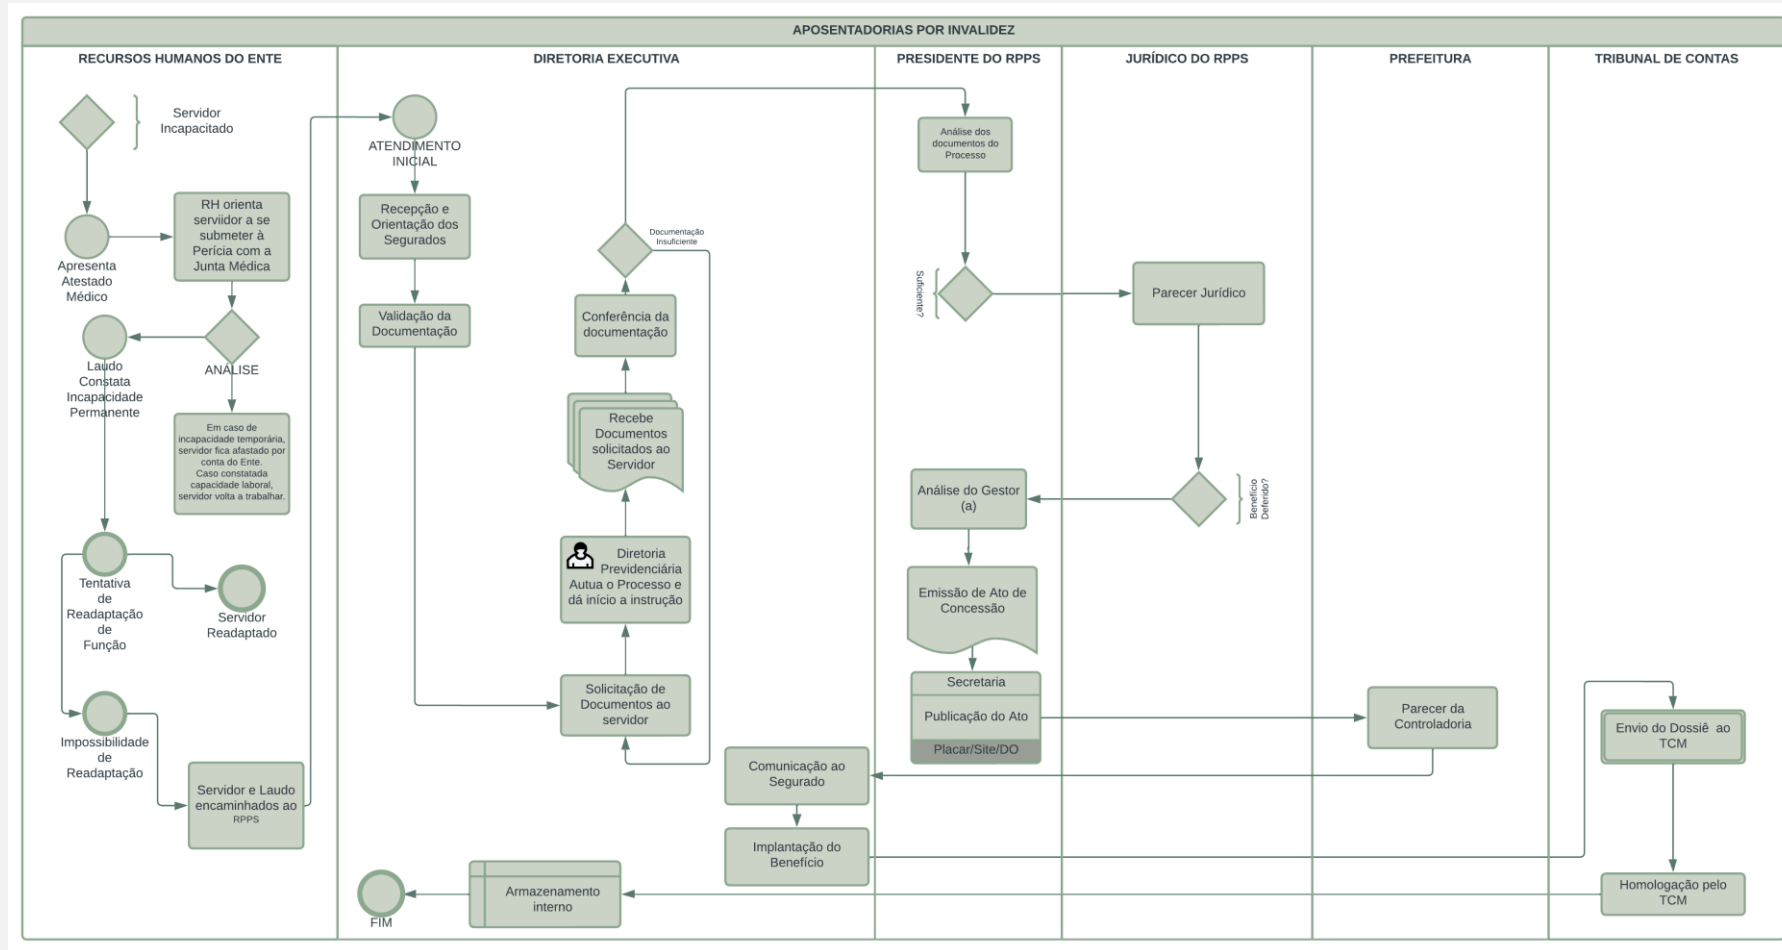 APOSENTADORIAS POR INVALIDEZ
RECURSOS HUMANOS DO ENTE
DIRETORIA EXECUTIVA
PRESIDENTE DO RPPS
JURÍDICO DO RPPS
PREFEITURA
TRIBUNAL DE CONTAS
Servidor
Incapacitado
Apresenta
Atestado
Médico
RH orienta
serviidor a se
submeter à
Perícia com a
Junta Médica
ANÁLISE
Laudo
Constata
Incapacidade
Permanente
Em caso de
incapacidade temporária,
servidor fica afastado por
conta do Ente.
Caso constatada
capacidade laboral,
servidor volta a trabalhar.
Tentativa
de
Readaptação
de
Função
Servidor
Readaptado
Impossibilidade
de
Readaptação
Servidor e Laudo
encaminhados ao
RPPS
ATENDIMENTO
INICIAL
Recepção e
Orientação dos
Segurados
Validação da
Documentação
Solicitação de
Documentos ao
servidor
Diretoria
Previdenciária
Autua o Processo e
dá início a instrução
Recebe
Documentos
solicitados ao
Servidor
Conferência da
documentação
Documentação
Insuficiente
Análise dos
documentos do
Processo
Suficiente?
Parecer Jurídico
Benefício
Deferido?
Análise do Gestor
(a)
Emissão de Ato de
Concessão
Secretaria
Publicação do Ato
Placar/Site/DO
Parecer da
Controladoria
Comunicação ao
Segurado
Implantação do
Benefício
Envio do Dossiê ao
TCM
Homologação pelo
TCM
Armazenamento
interno
FIM